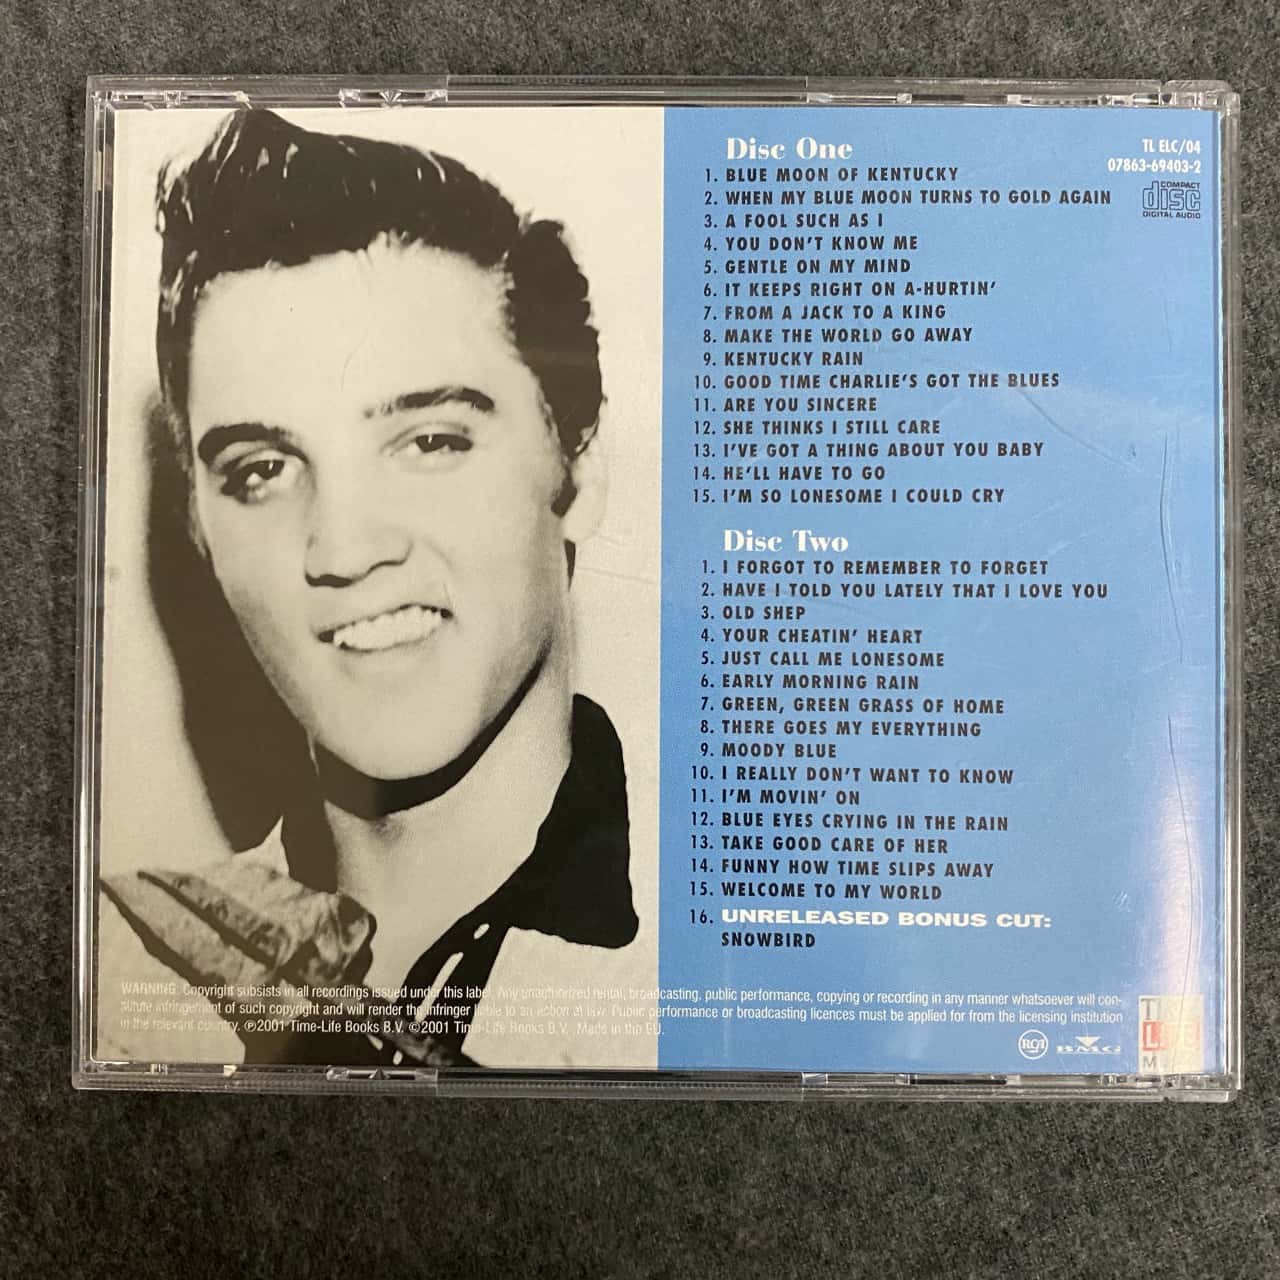 Disc One
1. BLUE MOON OF KENTUCKY
2. WHEN MY BLUE MOON TURNS TO GOLD AGAIN
3. A FOOL SUCH AS I
4. YOU DON'T KNOW ME
5. GENTLE ON MY MIND
6. IT KEEPS RIGHT ON A-HURTIN'
7. FROM A JACK TO A KING
8. MAKE THE WORLD GO AWAY
9. KENTUCKY RAIN
10. GOOD TIME CHARLIE'S GOT THE BLUES
11. ARE YOU SINCERE
12. SHE THINKS I STILL CARE
13. I'VE GOT A THING ABOUT YOU BABY
14. HE'LL HAVE TO GO
15. I'M SO LONESOME I COULD CRY
TL ELC/04
07863-69403-2
COMPACT
disc
DIGITAL AUDIO
Disc Two
1. I FORGOT TO REMEMBER TO FORGET
2. HAVE I TOLD YOU LATELY THAT I LOVE YOU
3. OLD SHEP
4. YOUR CHEATIN' HEART
5. JUST CALL ME LONESOME
6. EARLY MORNING RAIN
7. GREEN, GREEN GRASS OF HOME
8. THERE GOES MY EVERYTHING
9. MOODY BLUE
10. I REALLY DON'T WANT TO KNOW
11. I'M MOVIN' ON
12. BLUE EYES CRYING IN THE RAIN
13. TAKE GOOD CARE OF HER
14. FUNNY HOW TIME SLIPS AWAY
15. WELCOME TO MY WORLD
16. UNRELEASED BONUS CUT:
SNOWBIRD
WARNING: Copyright subsists in all recordings issued under this label. Any unauthorized rental, broadcasting, public performance, copying or recording in any manner whatsoever will con-
stitute infringement of such copyright and will render the infringer liable to an action at law. Public performance or broadcasting licences must be applied for from the licensing institution
in the relevant country. ℗2001 Time-Life Books B.V. ©2001 Time-Life Books B.V. Made in the EU.
RCA
BMG